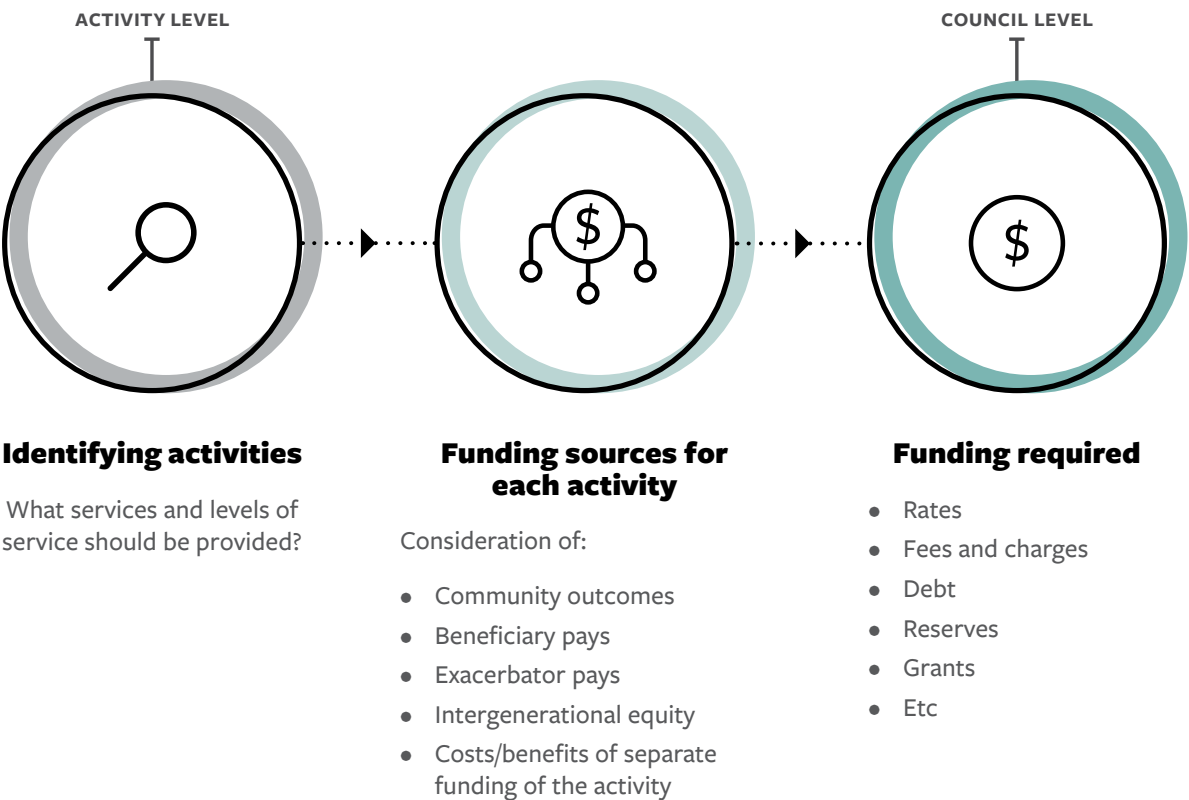 ACTIVITY LEVEL
COUNCIL LEVEL
$
$
Identifying activities
What services and levels of
service should be provided?
Funding sources for
each activity
Consideration of:
• Community outcomes
• Beneficiary pays
• Exacerbator pays
• Intergenerational equity
• Costs/benefits of separate
funding of the activity
Funding required
• Rates
• Fees and charges
• Debt
• Reserves
• Grants
• Etc